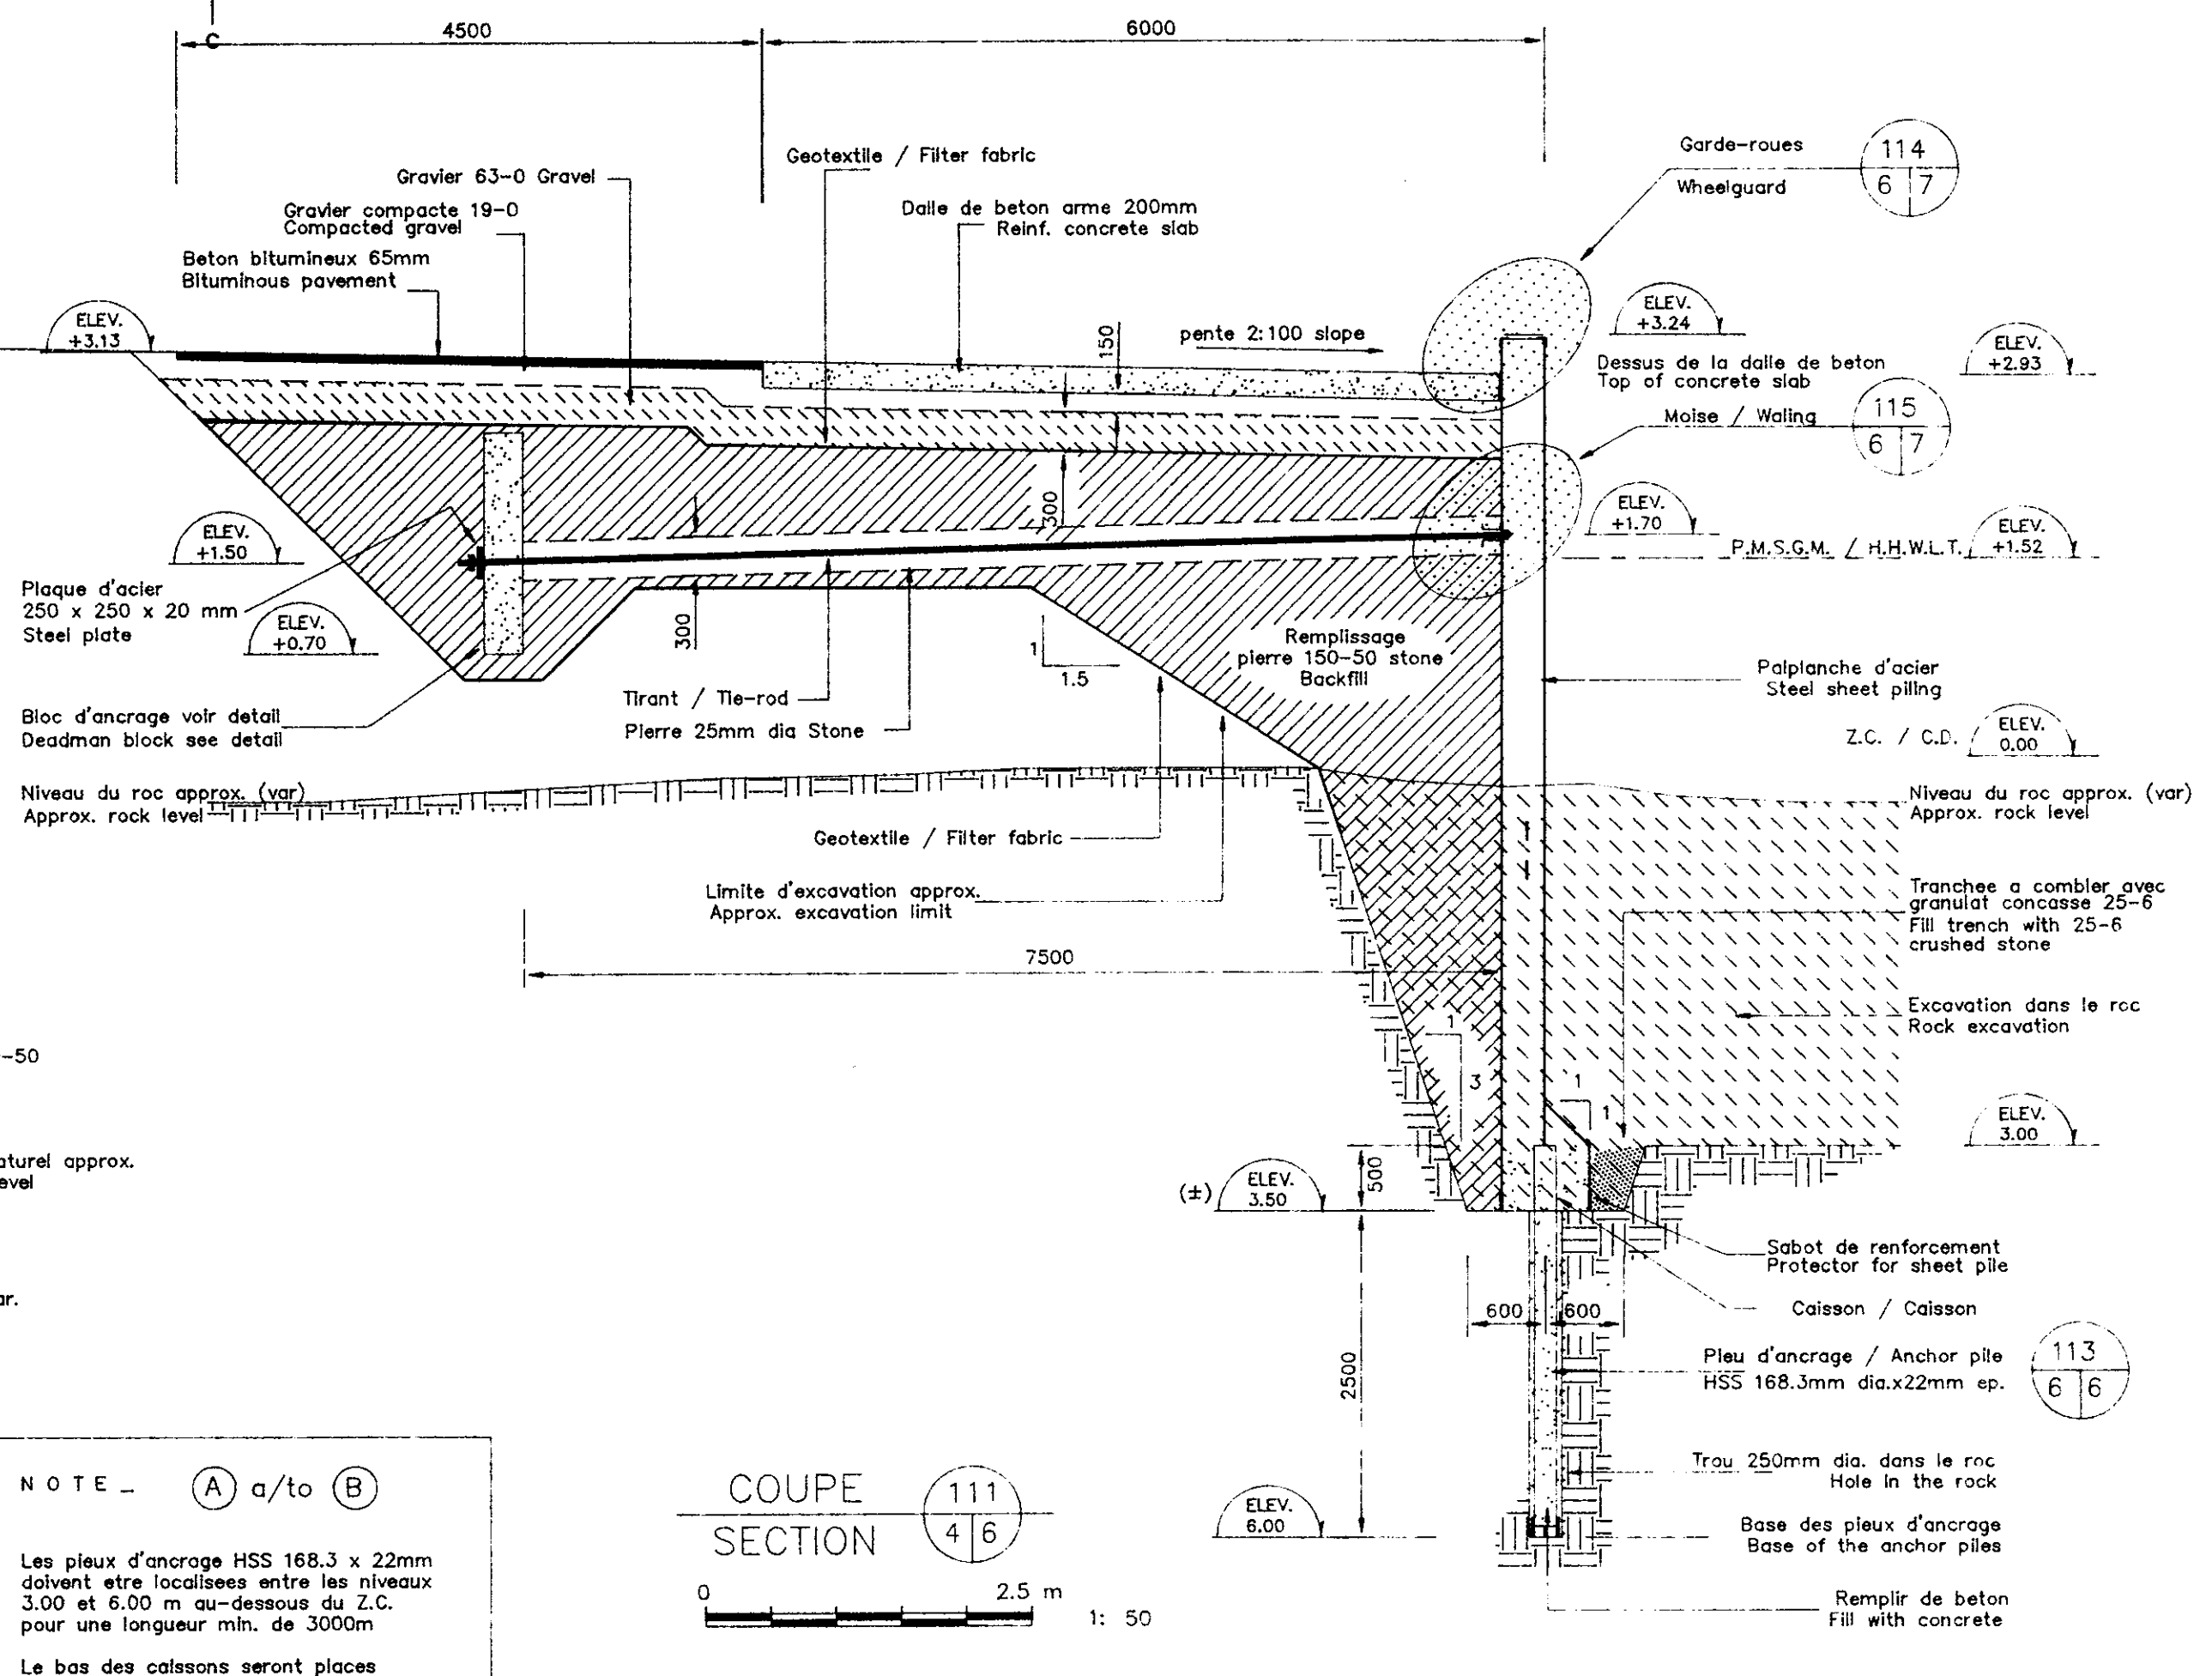 4500
6000
C
Geotextile / Filter fabric
Gravier 63-0 Gravel
Gravier compacte 19-0
Compacted gravel
Beton bitumineux 65mm
Bituminous pavement
Dalle de beton arme 200mm
Reinf. concrete slab
Garde-roues
Wheelguard
114
6 7
ELEV.
+3.13
150
pente 2:100 slope
ELEV.
+3.24
Dessus de la dalle de beton
Top of concrete slab
ELEV.
+2.93
Moise / Waling
115
6 7
ELEV.
+1.50
300
ELEV.
+1.70
P.M.S.G.M. / H.H.W.L.T.
ELEV.
+1.52
Plaque d'acier
250 x 250 x 20 mm
Steel plate
ELEV.
+0.70
300
1
1.5
Remplissage
pierre 150-50 stone
Backfill
Palplanche d'acier
Steel sheet piling
Tirant / Tie-rod
Pierre 25mm dia Stone
Bloc d'ancrage voir detail
Deadman block see detail
Z.C. / C.D.
ELEV.
0.00
Niveau du roc approx. (var)
Approx. rock level
Niveau du roc approx. (var)
Approx. rock level
Geotextile / Filter fabric
Limite d'excavation approx.
Approx. excavation limit
Tranchee a combler avec
granulat concasse 25-6
Fill trench with 25-6
crushed stone
7500
Excavation dans le roc
Rock excavation
-50
1
3
1
1
ELEV.
3.00
aturel approx.
evel
500
(±)
ELEV.
3.50
Sabot de renforcement
Protector for sheet pile
ar.
600
600
Caisson / Caisson
2500
Pieu d'ancrage / Anchor pile
HSS 168.3mm dia.x22mm ep.
113
6 6
Trou 250mm dia. dans le roc
Hole in the rock
ELEV.
6.00
Base des pieux d'ancrage
Base of the anchor piles
Remplir de beton
Fill with concrete
NOTE_ A a/to B
Les pieux d'ancrage HSS 168.3 x 22mm
doivent etre localisees entre les niveaux
3.00 et 6.00 m au-dessous du Z.C.
pour une longueur min. de 3000m
Le bas des caissons seront places
COUPE
SECTION
111
4 6
0 2.5 m
1: 50